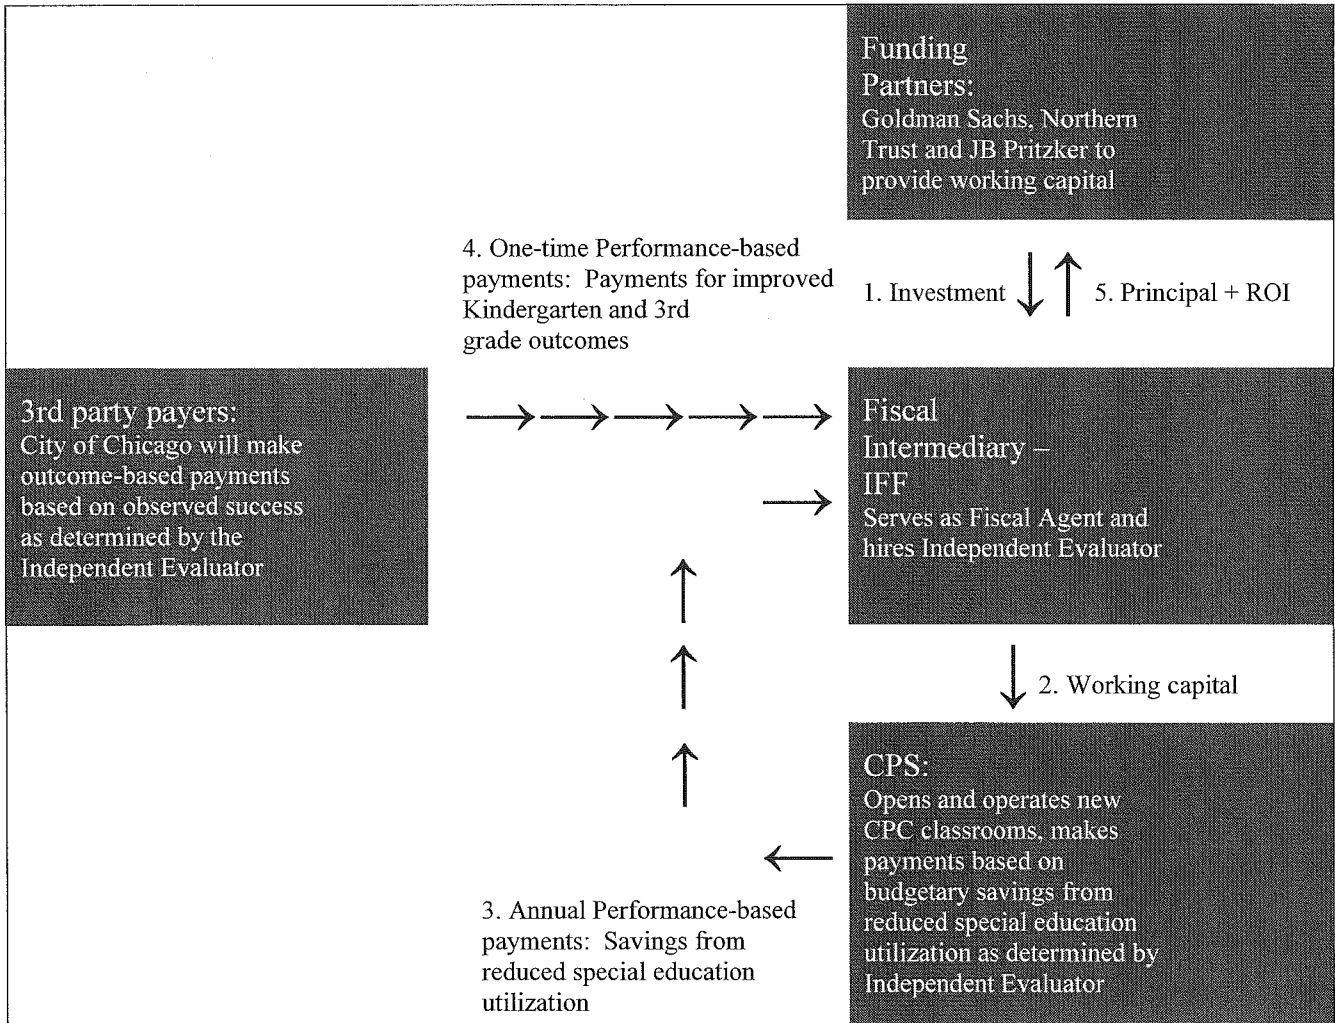 Funding
Partners:
Goldman Sachs, Northern
Trust and JB Pritzker to
provide working capital
4. One-time Performance-based
payments: Payments for improved
Kindergarten and 3rd
grade outcomes
1. Investment
5. Principal + ROI
3rd party payers:
City of Chicago will make
outcome-based payments
based on observed success
as determined by the
Independent Evaluator
Fiscal
Intermediary –
IFF
Serves as Fiscal Agent and
hires Independent Evaluator
2. Working capital
CPS:
Opens and operates new
CPC classrooms, makes
payments based on
budgetary savings from
reduced special education
utilization as determined by
Independent Evaluator
3. Annual Performance-based
payments: Savings from
reduced special education
utilization